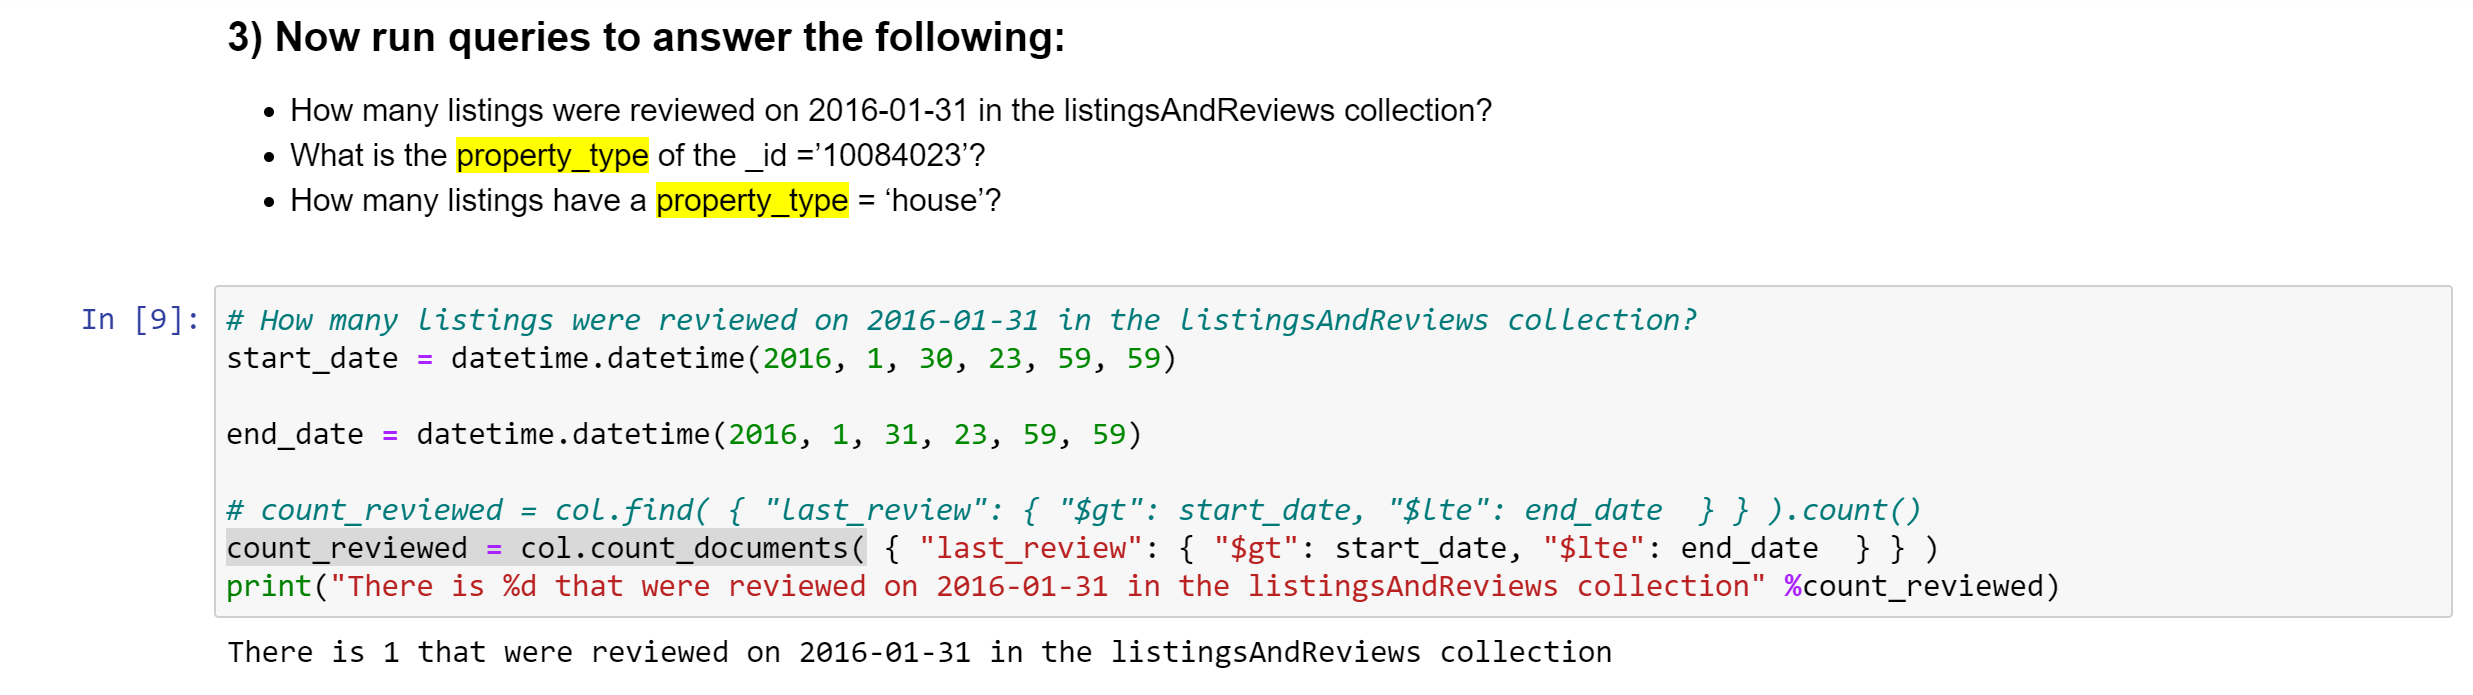 3) Now run queries to answer the following:
• How many listings were reviewed on 2016-01-31 in the listingsAndReviews collection?
• What is the property_type of the _id =’10084023’?
• How many listings have a property_type = ‘house’?
In [9]:
# How many listings were reviewed on 2016-01-31 in the listingsAndReviews collection?
start_date = datetime.datetime(2016, 1, 30, 23, 59, 59)
end_date = datetime.datetime(2016, 1, 31, 23, 59, 59)
# count_reviewed = col.find( { "last_review": { "$gt": start_date, "$lte": end_date  } } ).count()
count_reviewed = col.count_documents( { "last_review": { "$gt": start_date, "$lte": end_date  } } )
print("There is %d that were reviewed on 2016-01-31 in the listingsAndReviews collection" %count_reviewed)
There is 1 that were reviewed on 2016-01-31 in the listingsAndReviews collection